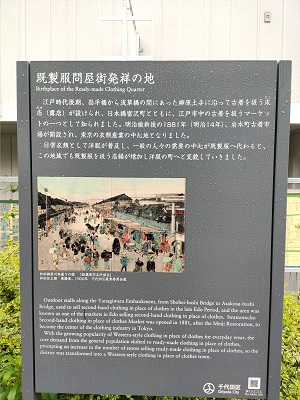 既製服問屋街発祥の地
Birthplace of the Ready-made Clothing Quarter
江戸時代後期、昌平橋から浅草橋の間にあった柳原土手に沿って古着を扱う床
店(露店)が設けられ、日本橋富沢町とともに、江戸市中の古着を扱うマーケッ
トの一つとして知られました。明治維新後の1881年(明治14年)、岩本町古着市
場が開設され、東京の衣類産業の中心地となりました。
日常衣類として洋服が普及し、一般の人々の需要の中心が既製服へ代わると、
この地域でも既製服を扱う店舗が増加し洋服の町へと変貌していきました。
Outdoor stalls along the Yanagiwara Embankment, from Shohei-bashi Bridge to Asakusa-bashi
Bridge, used to sell second-hand clothing in place of clothes in the late Edo Period, and the area was
known as one of the markets in Edo selling second-hand clothing in place of clothes. Iwamotocho
Second-hand clothing in place of clothes Market was opened in 1881, after the Meiji Restoration, to
become the center of the clothing industry in Tokyo.
With the growing popularity of Western-style clothing in place of clothes for everyday wear, the
core demand from the general population shifted to ready-made clothing in place of clothes,
prompting an increase in the number of stores selling ready-made clothing in place of clothes, so the
district was transformed into a Western-style clothing in place of clothes town.
千代田区
Chiyoda City